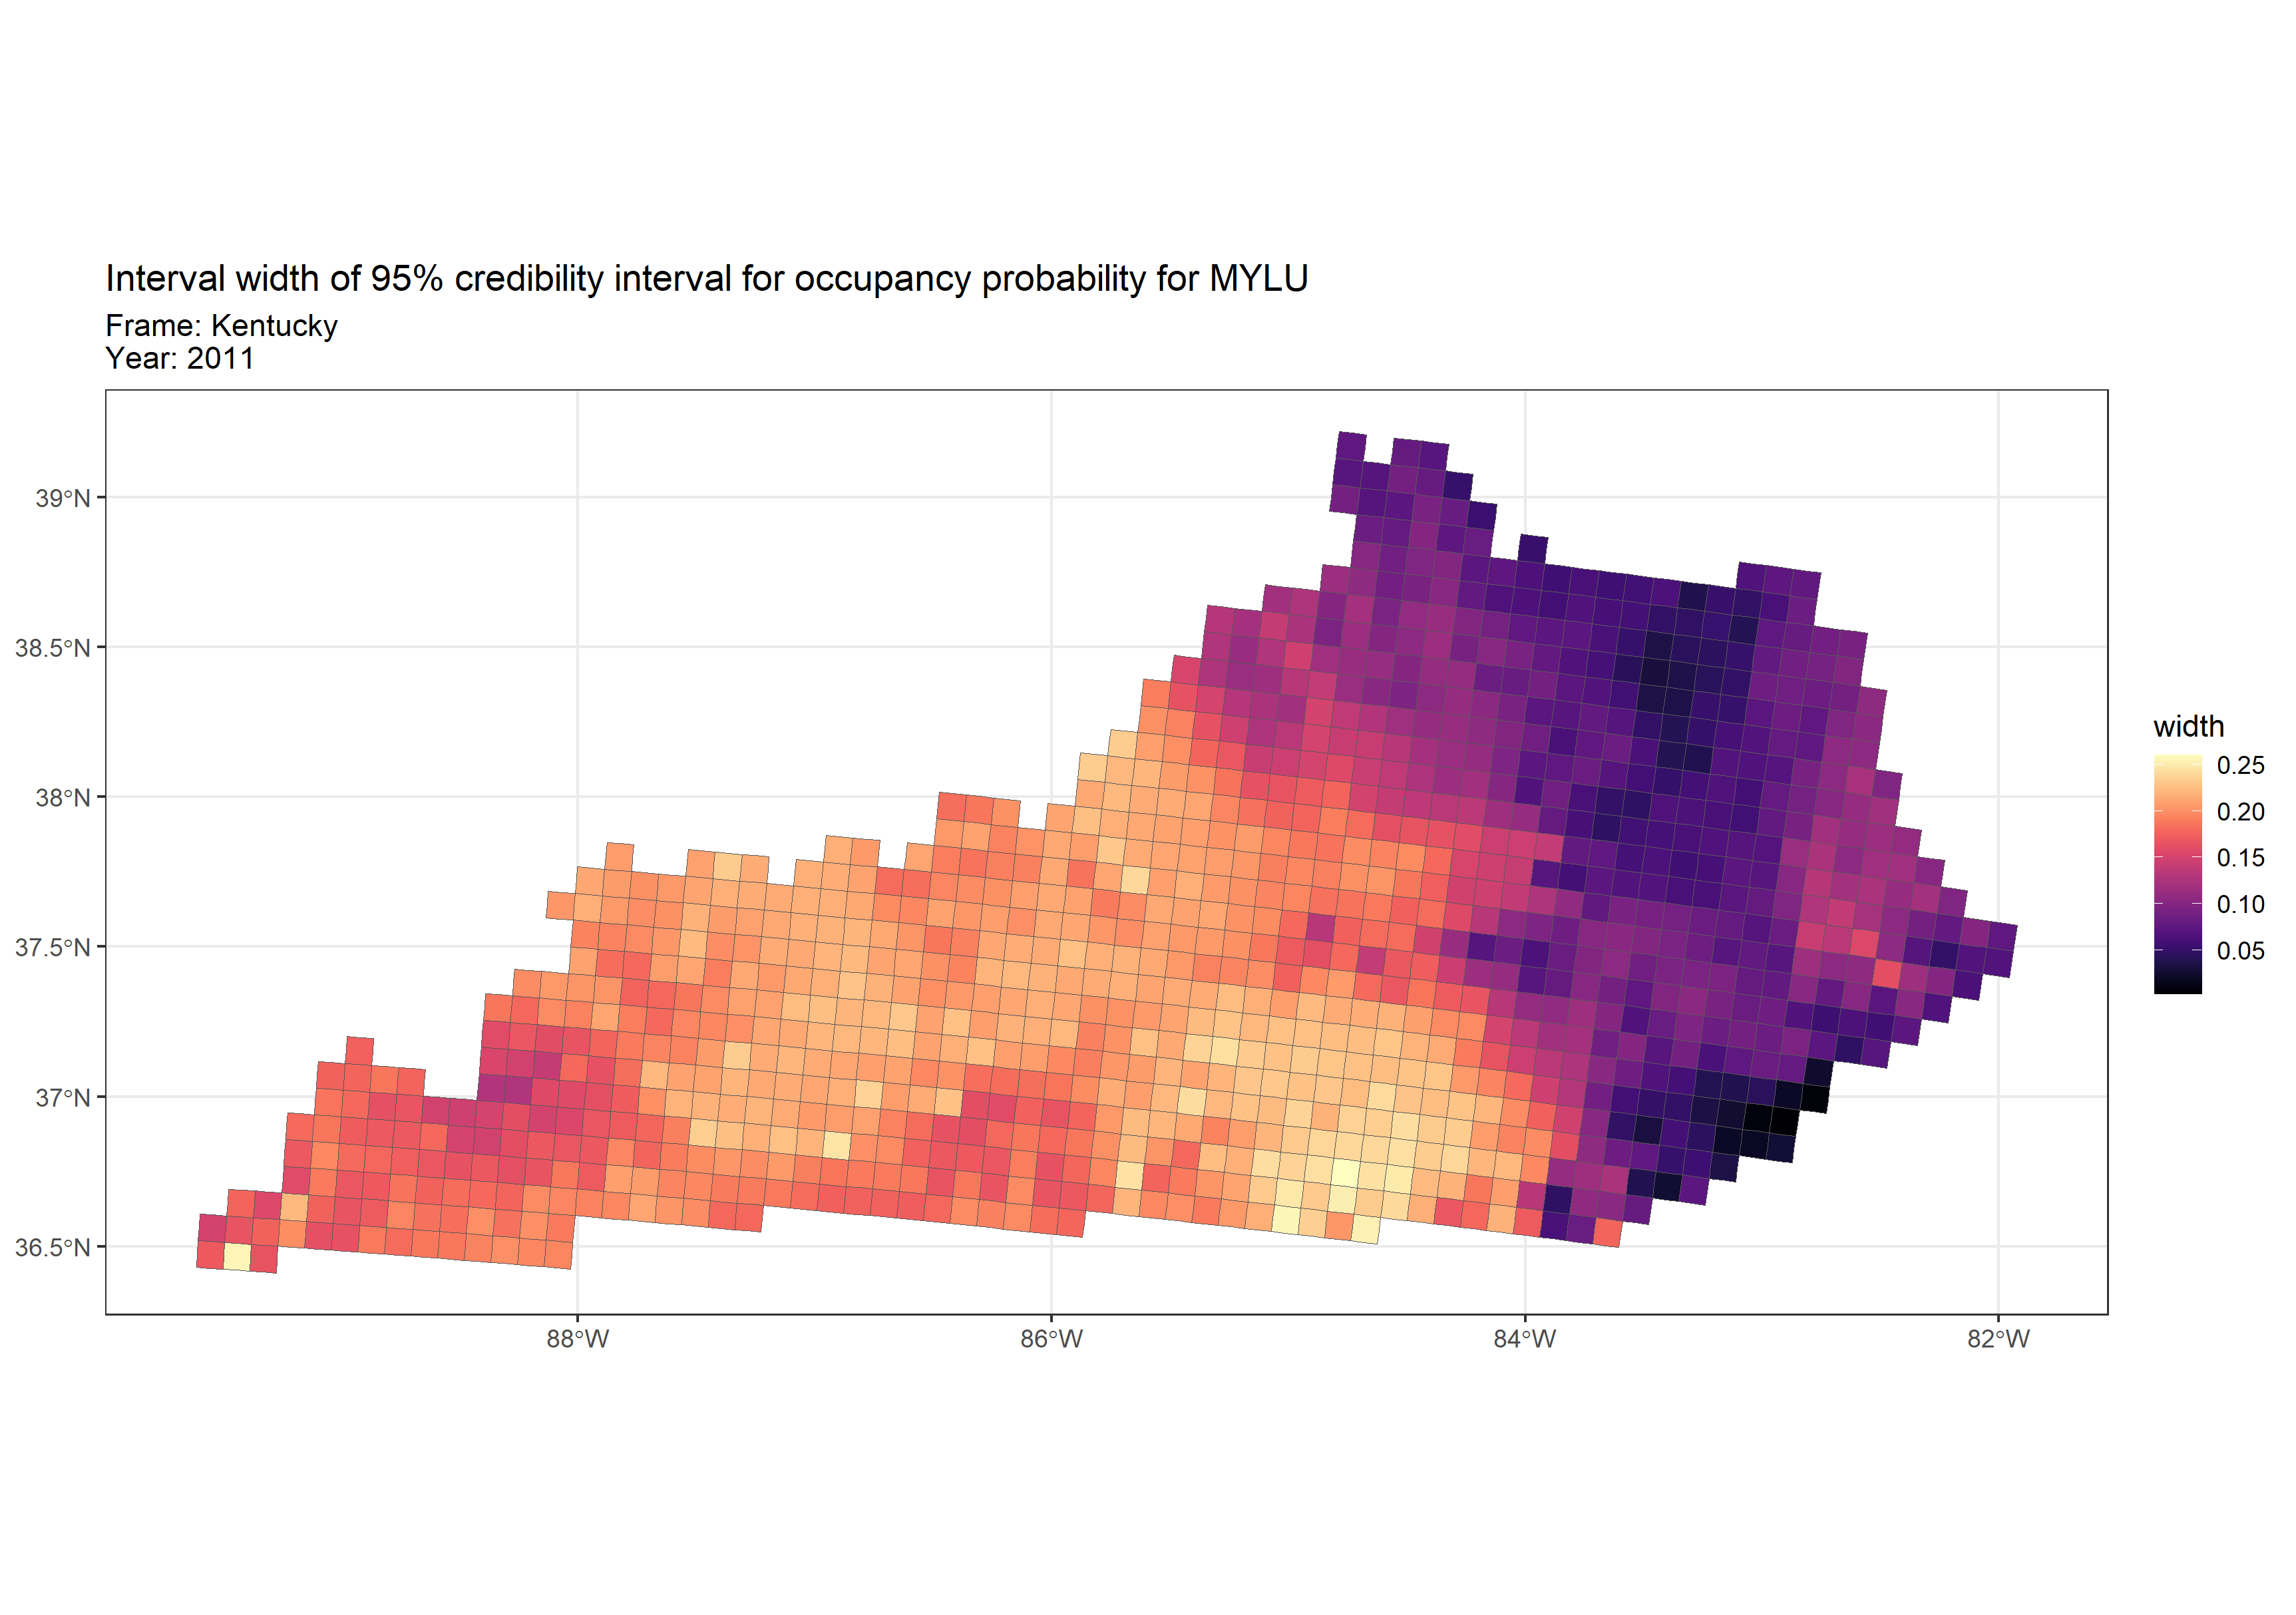 Interval width of 95% credibility interval for occupancy probability for MYLU
Frame: Kentucky
Year: 2011
39°N
38.5°N
38°N
37.5°N
37°N
36.5°N
88°W
86°W
84°W
82°W
width
0.25
0.20
0.15
0.10
0.05